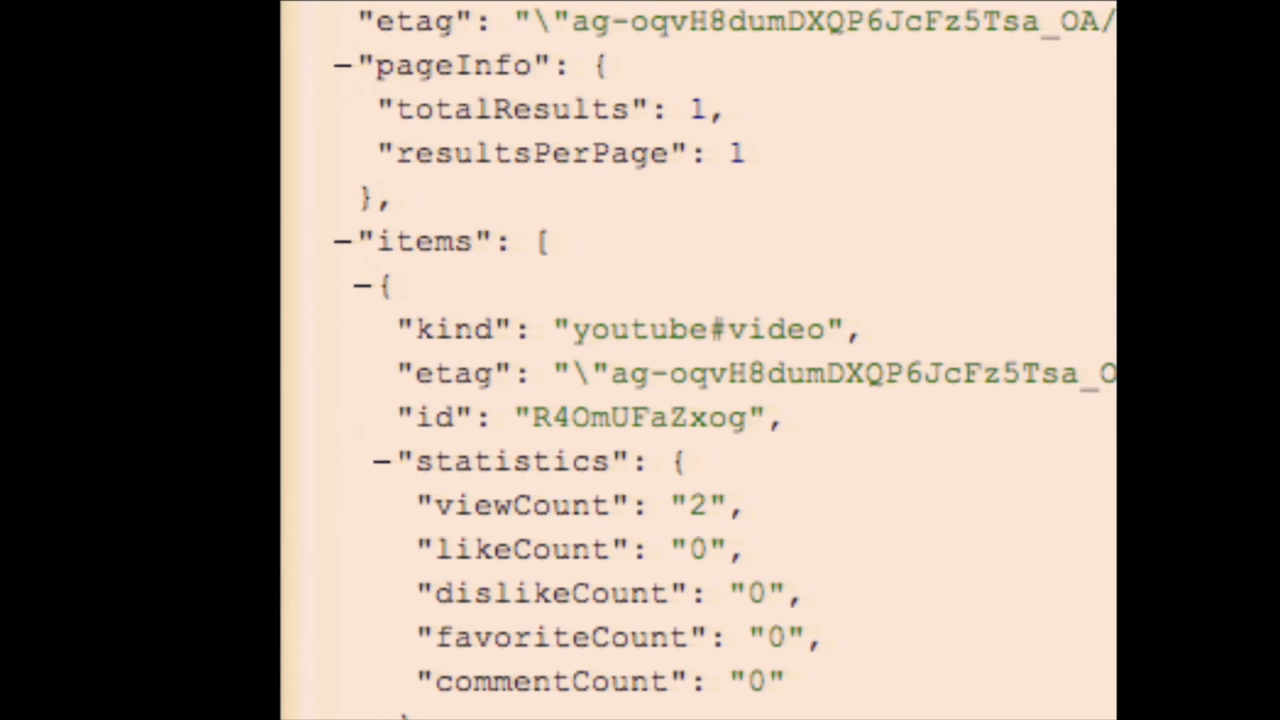 "etag": "\"ag-oqvH8dumDXQP6JcFz5Tsa_OA/
−"pageInfo": {
"totalResults": 1,
"resultsPerPage": 1
},
−"items": [
−{
"kind": "youtube#video",
"etag": "\"ag-oqvH8dumDXQP6JcFz5Tsa_O
"id": "R4OmUFaZxog",
−"statistics": {
"viewCount": "2",
"likeCount": "0",
"dislikeCount": "0",
"favoriteCount": "0",
"commentCount": "0"